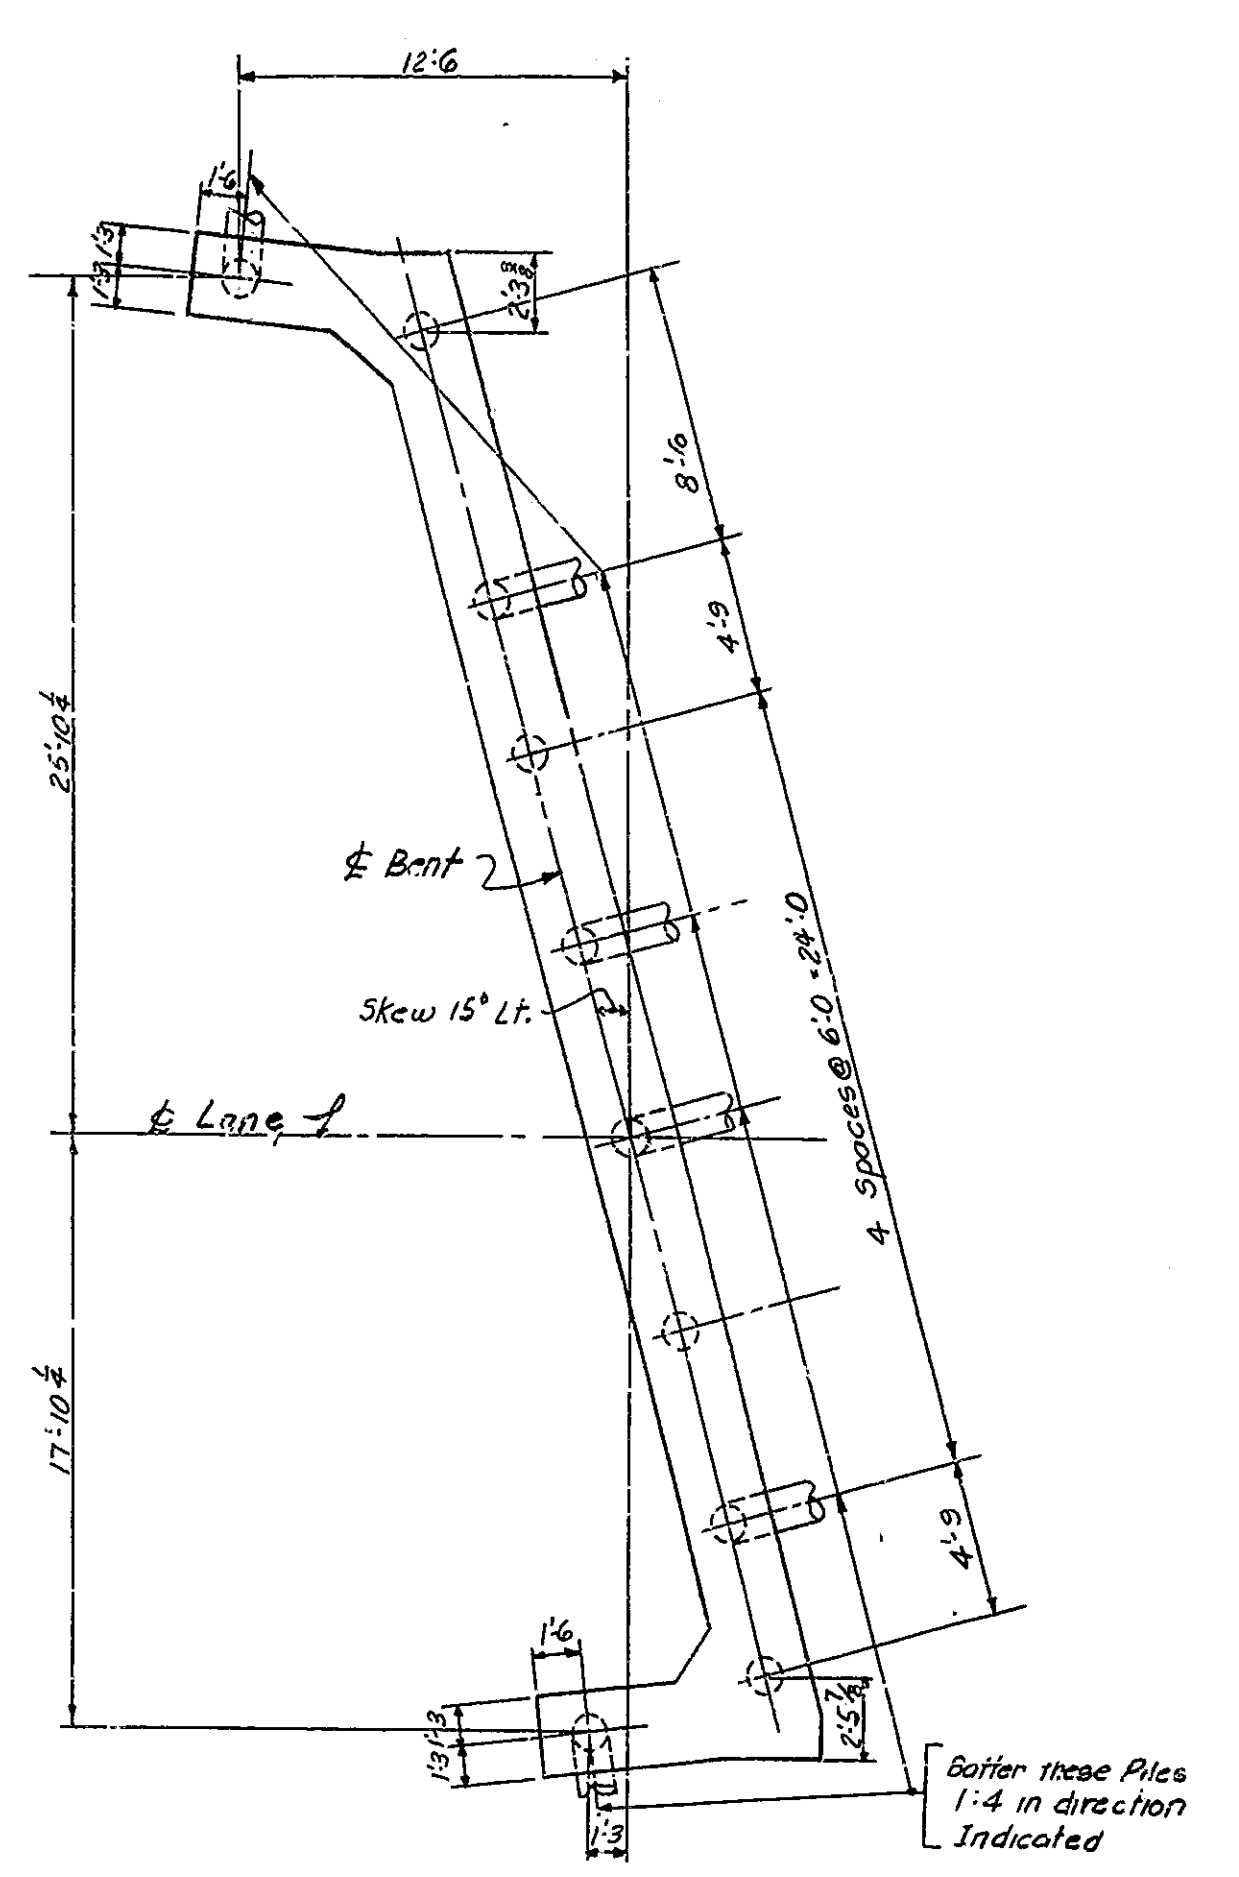 12'-6
1'-6
1'-3
1'-3
2'-3 3/8
8'-6
4'-9
25'-10 1/4
₵ Bent
4 Spaces @ 6'-0 = 24'-0
Skew 15° Lt.
₵ Lane
17'-10 1/4
4'-9
1'-6
1'-3
1'-3
2'-5 7/8
Batter these Piles
1:4 in direction
Indicated
1'-3